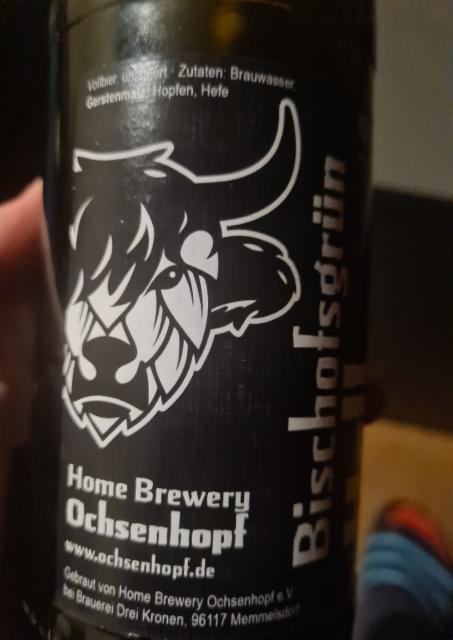 Vollbier, · Zutaten: Brauwasser,
Gerstenmalz, Hopfen, Hefe
Home Brewery
Ochsenhopf
www.ochsenhopf.de
Gebraut von Home Brewery Ochsenhopf e.V.
bei Brauerei Drei Kronen, 96117 Memmelsdorf
Bischofsgrün